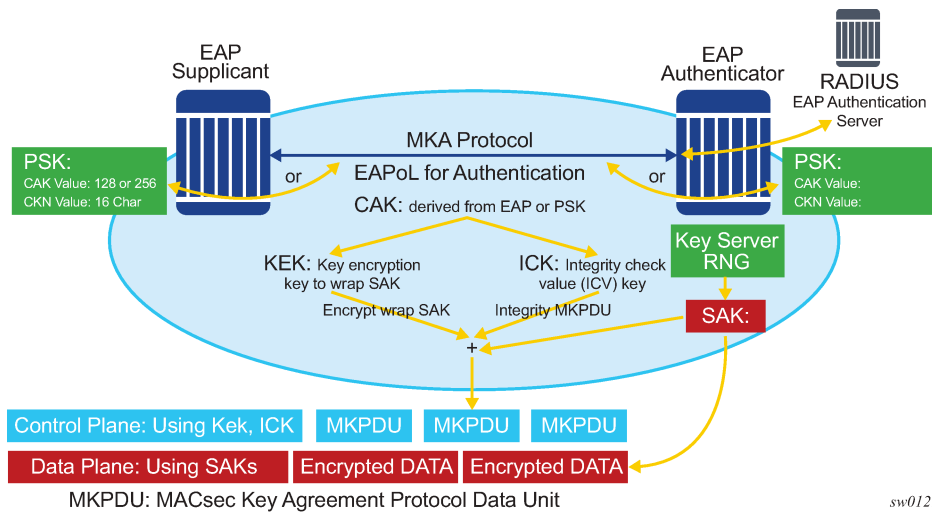 EAP
Supplicant
EAP
Authenticator
RADIUS
EAP Authentication
Server
MKA Protocol
PSK:
CAK Value: 128 or 256
CKN Value: 16 Char
or
EAPoL for Authentication
or
PSK:
CAK Value:
CKN Value:
CAK: derived from EAP or PSK
KEK: Key encryption
key to wrap SAK
ICK: Integrity check
value (ICV) key
Key Server
RNG
Encrypt wrap SAK
Integrity MKPDU
SAK:
+
Control Plane: Using Kek, ICK
MKPDU
MKPDU
MKPDU
Data Plane: Using SAKs
Encrypted DATA
Encrypted DATA
MKPDU: MACsec Key Agreement Protocol Data Unit
sw012